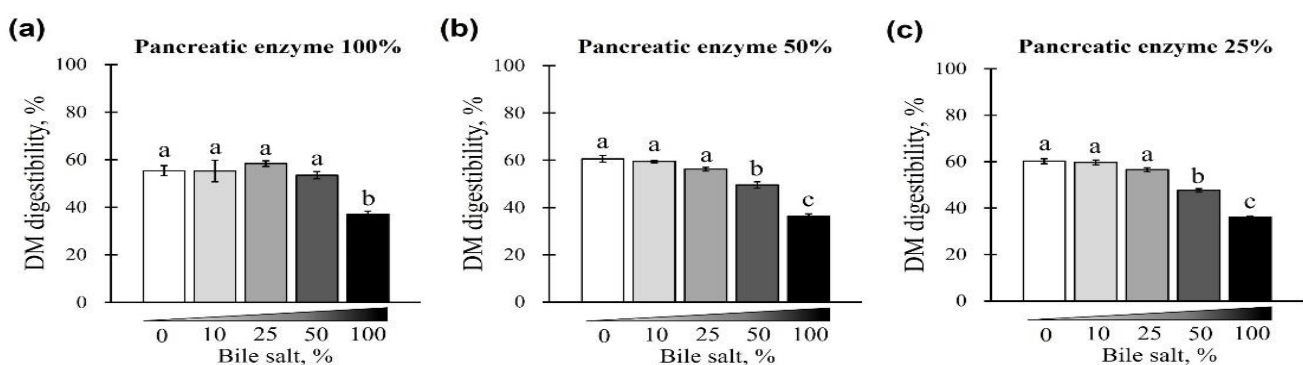 (a)
Pancreatic enzyme 100%
DM digestibility, %
100
80
60
40
20
0
a
a
a
a
b
0 10 25 50 100
Bile salt, %
(b)
Pancreatic enzyme 50%
DM digestibility, %
100
80
60
40
20
0
a
a
a
b
c
0 10 25 50 100
Bile salt, %
(c)
Pancreatic enzyme 25%
DM digestibility, %
100
80
60
40
20
0
a
a
a
b
c
0 10 25 50 100
Bile salt, %